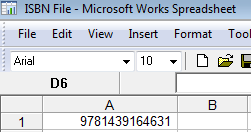 ISBN File - Microsoft Works Spreadsheet
File Edit View Insert Format Tool
Arial 10
D6
A B
1 9781439164631